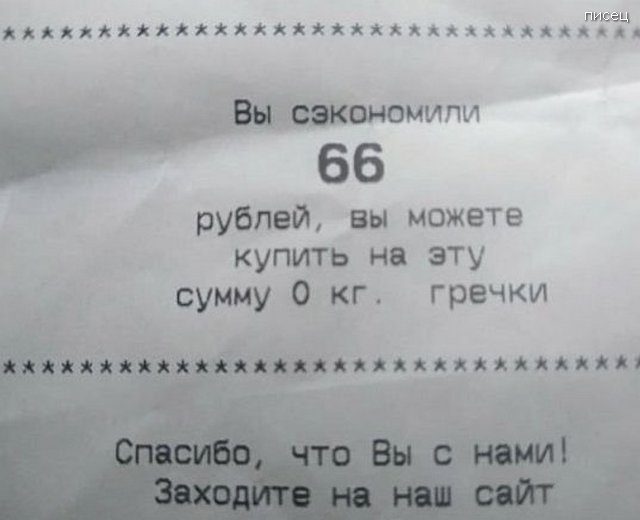 писец
************************************
Вы сэкономили
66
рублей, вы можете
купить на эту
сумму 0 кг. гречки
************************************
Спасибо, что Вы с нами!
Заходите на наш сайт